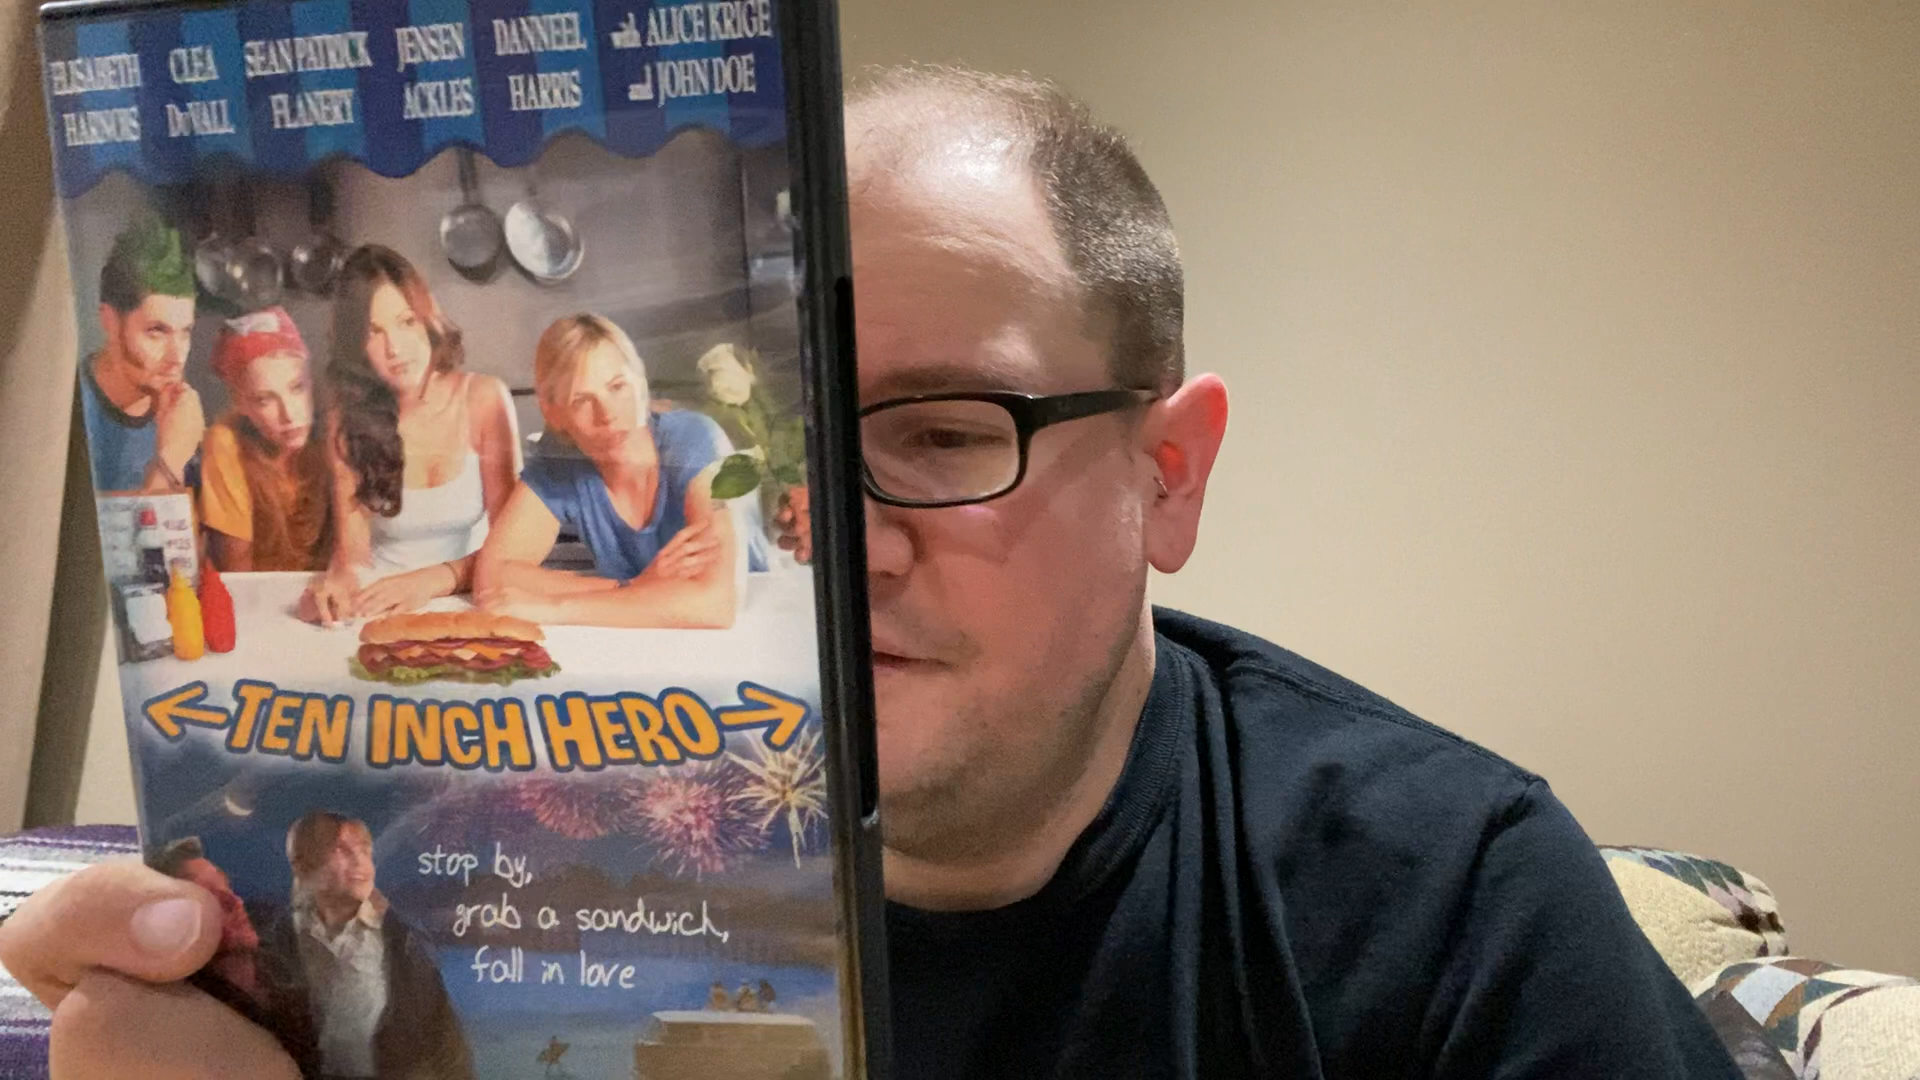 ELISABETH
HARNOIS
CLEA
DuVALL
SEAN PATRICK
FLANERY
JENSEN
ACKLES
DANNEEL
HARRIS
with ALICE KRIGE
and JOHN DOE
TEN INCH HERO
stop by,
grab a sandwich,
fall in love